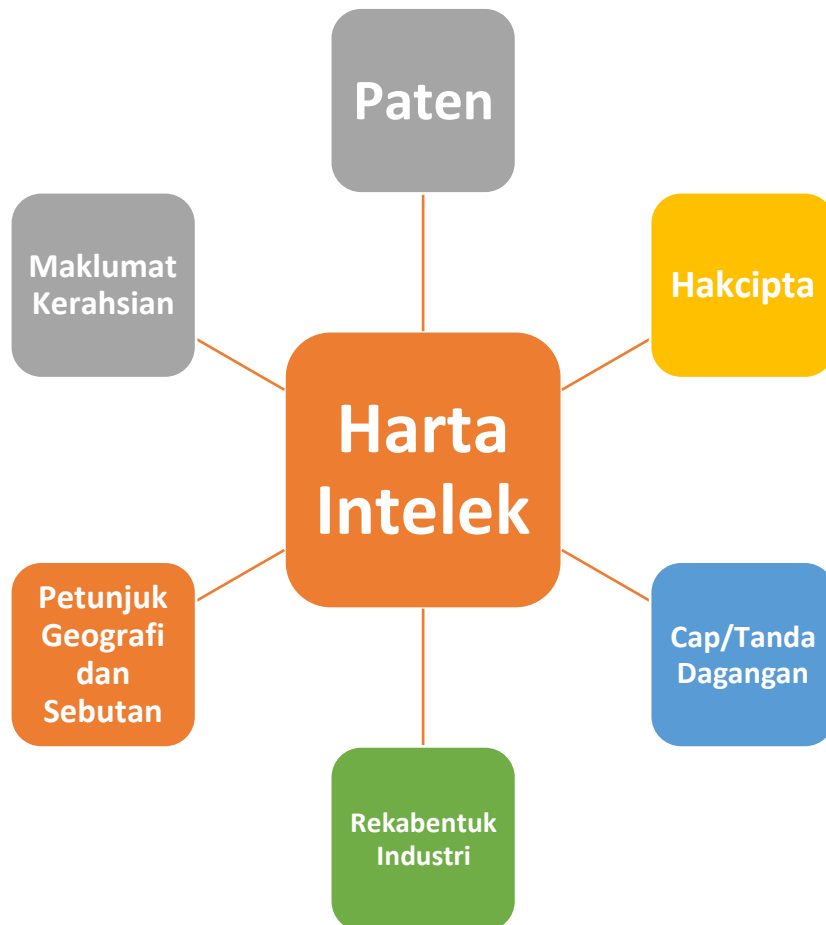 Paten
Maklumat
Kerahsian
Hakcipta
Harta
Intelek
Petunjuk
Geografi
dan
Sebutan
Cap/Tanda
Dagangan
Rekabentuk
Industri